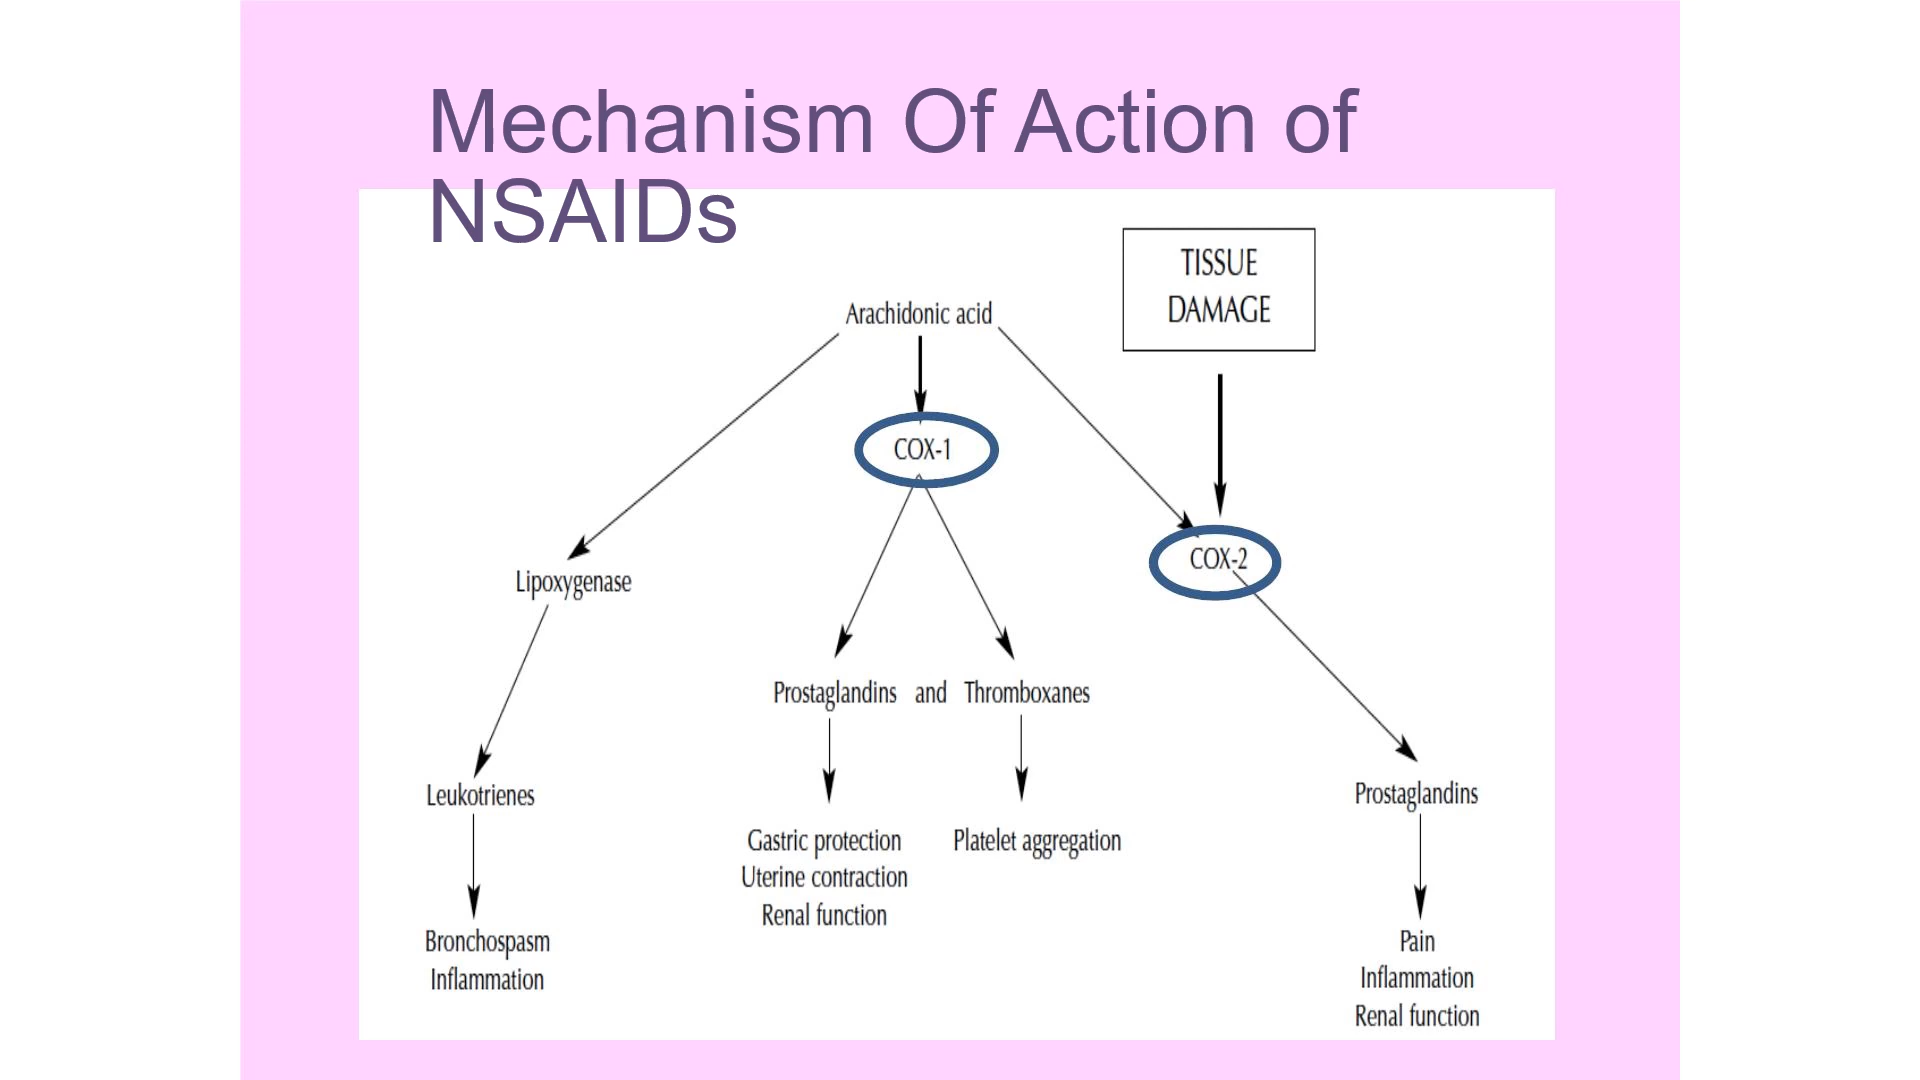 Mechanism Of Action of
NSAIDs
TISSUE
DAMAGE
Arachidonic acid
COX-1
COX-2
Lipoxygenase
Prostaglandins and Thromboxanes
Leukotrienes
Prostaglandins
Gastric protection
Uterine contraction
Renal function
Platelet aggregation
Bronchospasm
Inflammation
Pain
Inflammation
Renal function